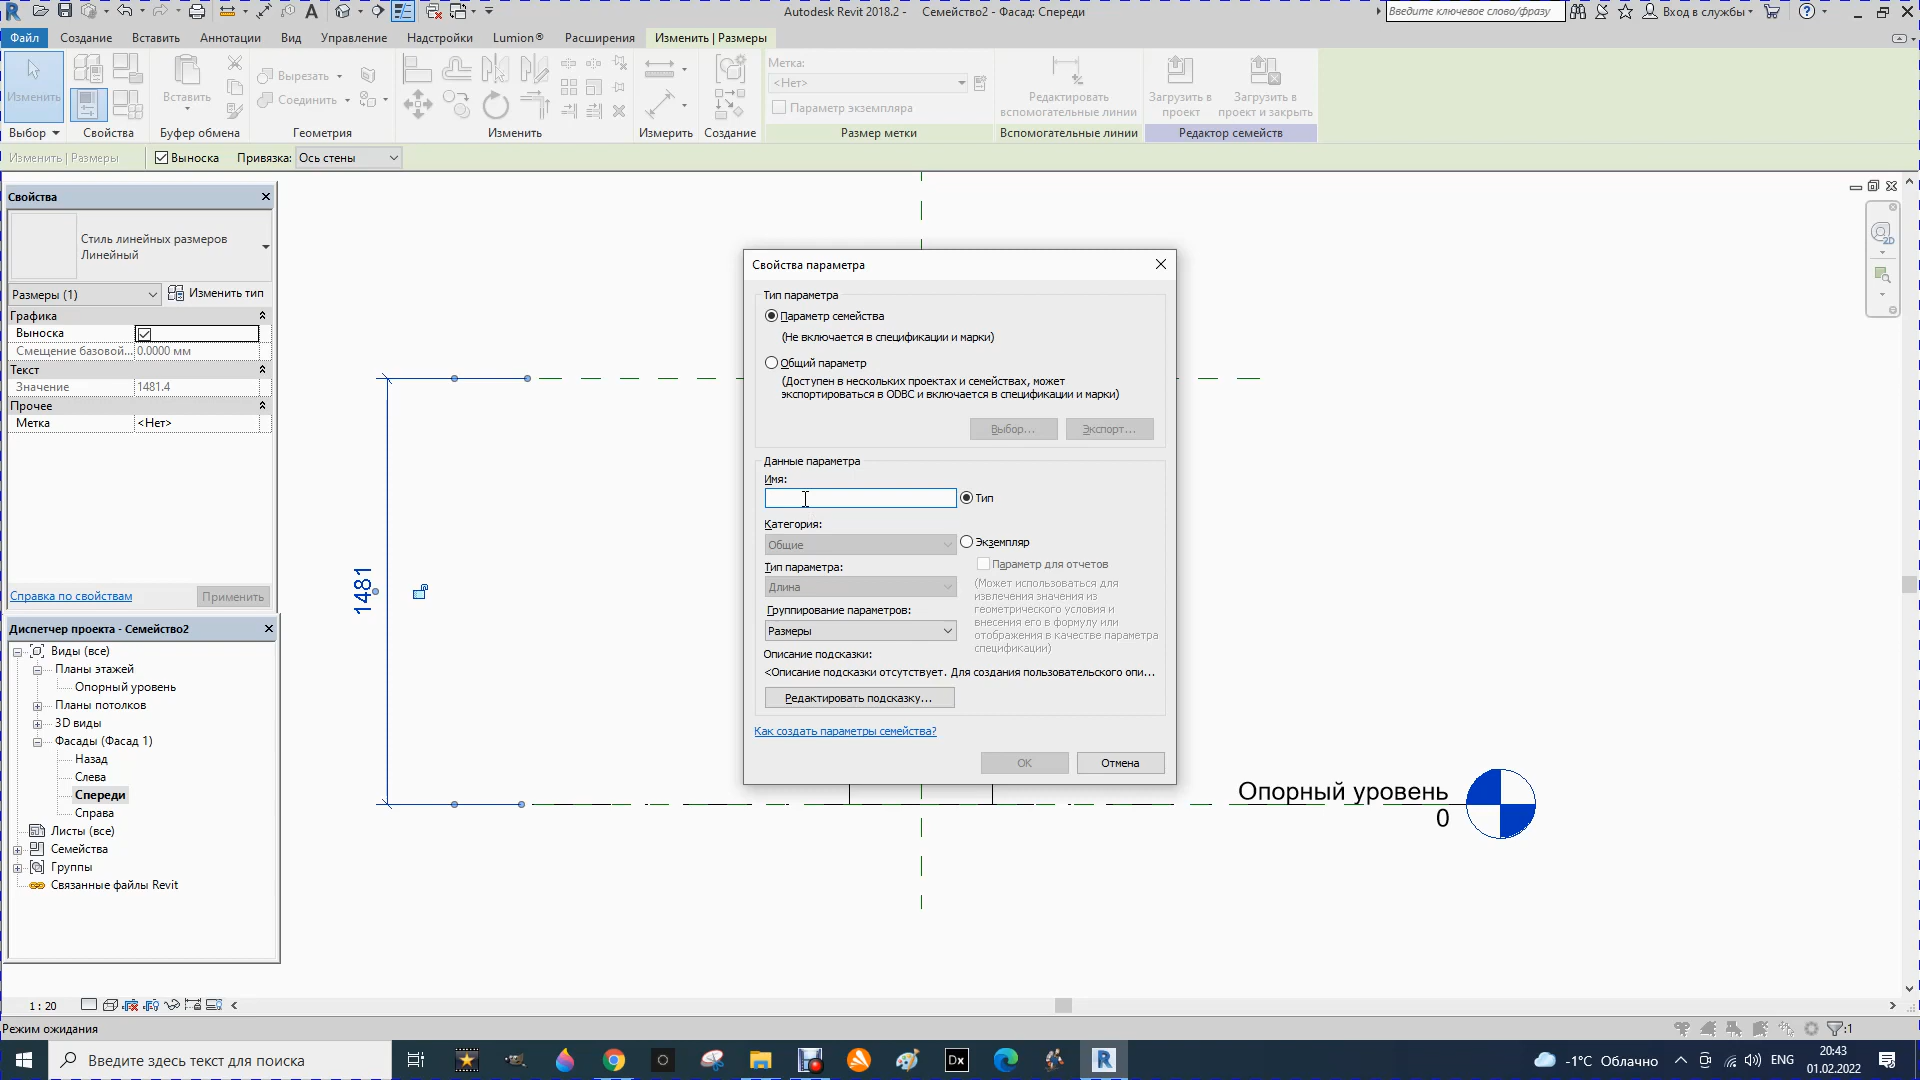 Autodesk Revit 2018.2 - Семейство2 - Фасад: Спереди
Введите ключевое слово/фразу
Вход в службы
Файл
Создание
Вставить
Аннотации
Вид
Управление
Надстройки
Lumion®
Расширения
Изменить | Размеры
Изменить
Вставить
Вырезать
Соединить
Метка:
<Нет>
Параметр экземпляра
Редактировать
вспомогательные линии
Загрузить в
проект
Загрузить в
проект и закрыть
Выбор
Свойства
Буфер обмена
Геометрия
Изменить
Измерить
Создание
Размер метки
Вспомогательные линии
Редактор семейств
Изменить | Размеры
Выноска
Привязка:
Ось стены
Свойства
Стиль линейных размеров
Линейный
Размеры (1)
Изменить тип
Графика
Выноска
Смещение базовой...
0.0000 мм
Текст
Значение
1481.4
Прочее
Метка
<Нет>
Справка по свойствам
Применить
Диспетчер проекта - Семейство2
Виды (все)
Планы этажей
Опорный уровень
Планы потолков
3D виды
Фасады (Фасад 1)
Назад
Слева
Спереди
Справа
Листы (все)
Семейства
Группы
Связанные файлы Revit
1481
Свойства параметра
Тип параметра
Параметр семейства
(Не включается в спецификации и марки)
Общий параметр
(Доступен в нескольких проектах и семействах, может
экспортироваться в ODBC и включается в спецификации и марки)
Выбор...
Экспорт...
Данные параметра
Имя:
Тип
Категория:
Общие
Экземпляр
Параметр для отчетов
Тип параметра:
Длина
(Может использоваться для
извлечения значения из
геометрического условия и
внесения его в формулу или
отображения в качестве параметра
спецификации)
Группирование параметров:
Размеры
Описание подсказки:
<Описание подсказки отсутствует. Для создания пользовательского опи...
Редактировать подсказку...
Как создать параметры семейства?
OK
Отмена
Опорный уровень
0
2D
1 : 20
Режим ожидания
:1
Введите здесь текст для поиска
Dx
R
-1°C Облачно
ENG
20:43
01.02.2022